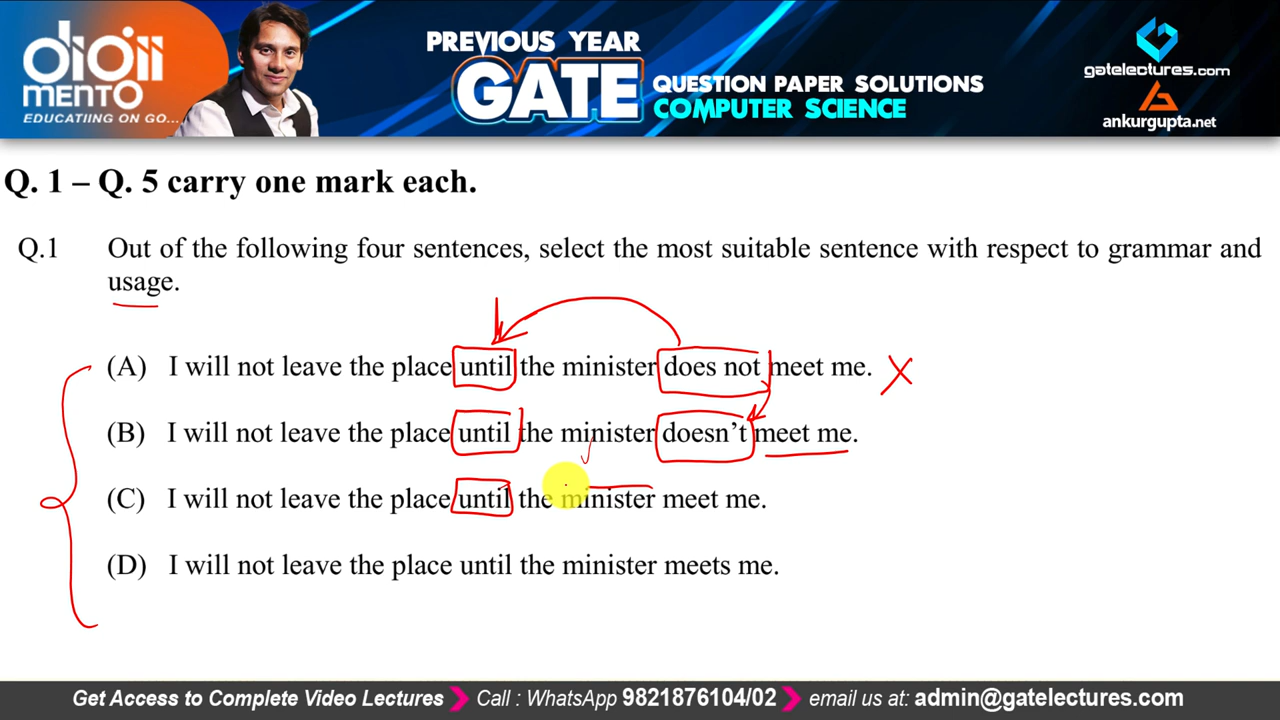 digii
MENTO
EDUCATIING ON GO...
PREVIOUS YEAR
GATE
QUESTION PAPER SOLUTIONS
COMPUTER SCIENCE
gatelectures.com
ankurgupta.net
Q. 1 – Q. 5 carry one mark each.
Q.1 Out of the following four sentences, select the most suitable sentence with respect to grammar and
usage.
(A) I will not leave the place until the minister does not meet me. X
(B) I will not leave the place until the minister doesn’t meet me.
(C) I will not leave the place until the minister meet me.
(D) I will not leave the place until the minister meets me.
Get Access to Complete Video Lectures Call : WhatsApp 9821876104/02 email us at: admin@gatelectures.com